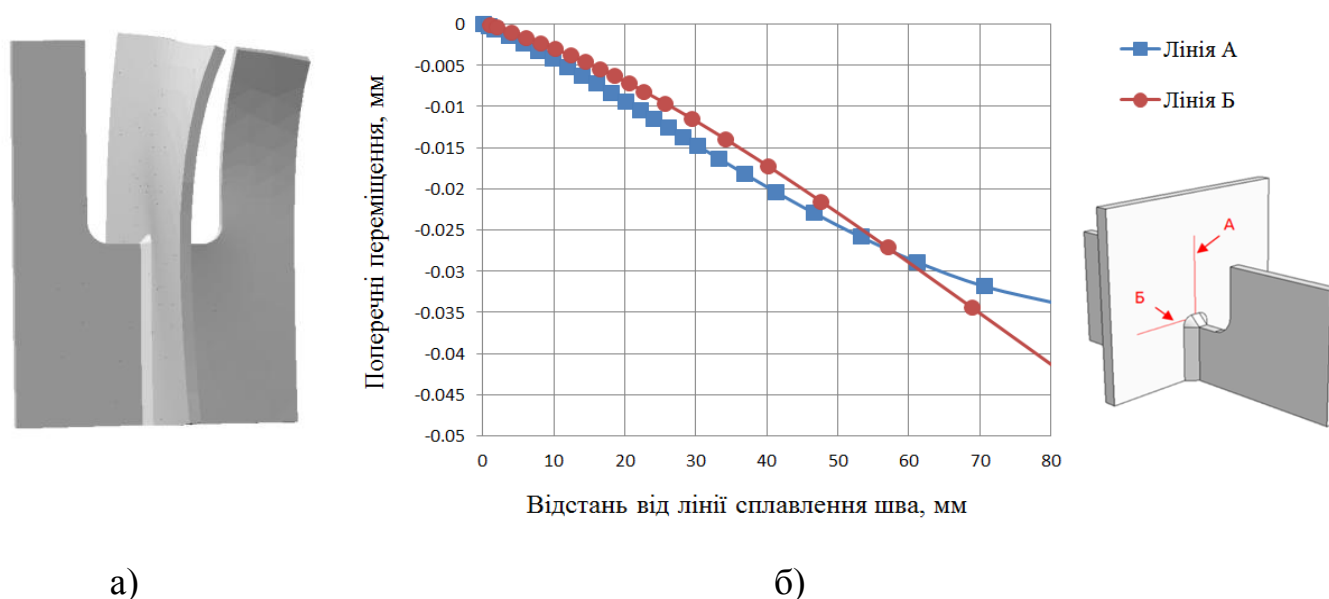 Поперечні переміщення, мм
0
-0.005
-0.01
-0.015
-0.02
-0.025
-0.03
-0.035
-0.04
-0.045
-0.05
0 10 20 30 40 50 60 70 80
Відстань від лінії сплавлення шва, мм
Лінія А
Лінія Б
А
Б
а)
б)